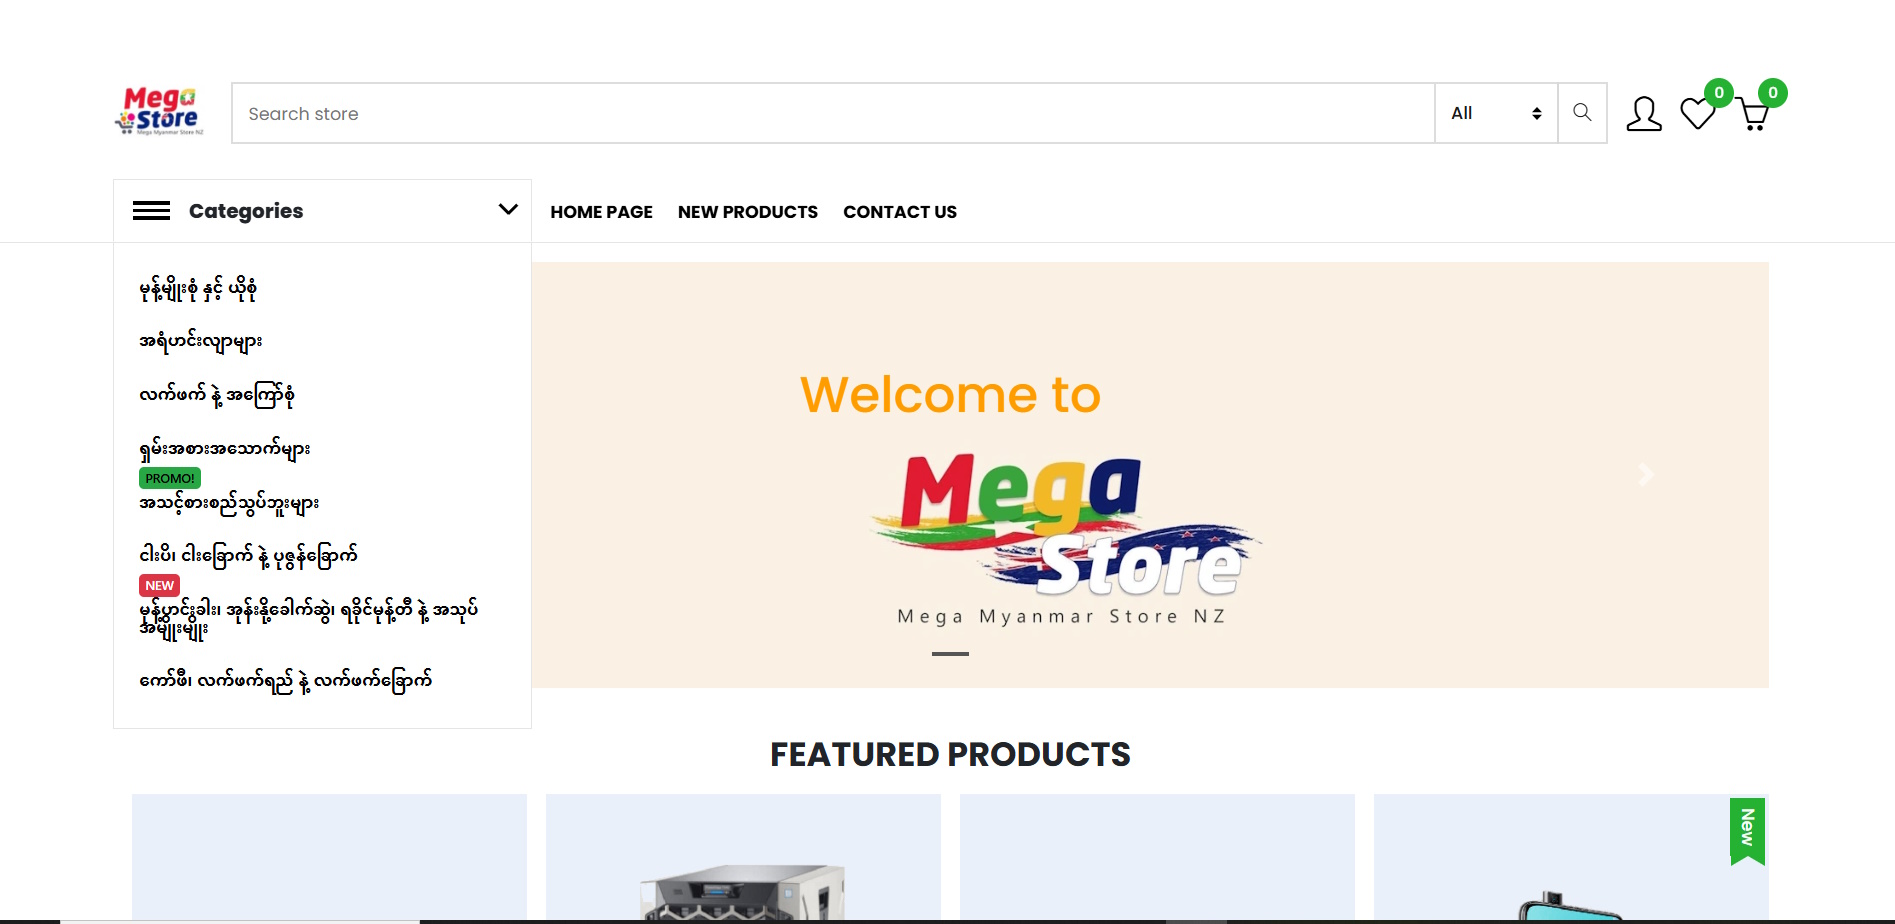 Mega
Store
Mega Myanmar Store NZ
Search store
All
0
0
Categories
HOME PAGE
NEW PRODUCTS
CONTACT US
မုန့်မျိုးစုံ နှင့် ယိုစုံ
အရံဟင်းလျာများ
လက်ဖက် နဲ့ အကြော်စုံ
ရှမ်းအစားအသောက်များ
PROMO!
အသင့်စားစည်သွပ်ဘူးများ
ငါးပိ၊ ငါးခြောက် နဲ့ ပုဇွန်ခြောက်
NEW
မုန့်ဟင်းခါး၊ အုန်းနို့ခေါက်ဆွဲ၊ ရခိုင်မုန့်တီ နဲ့ အသုပ်
အမျိုးမျိုး
ကော်ဖီ၊ လက်ဖက်ရည် နဲ့ လက်ဖက်ခြောက်
Welcome to
Mega
Store
Mega Myanmar Store NZ
FEATURED PRODUCTS
New